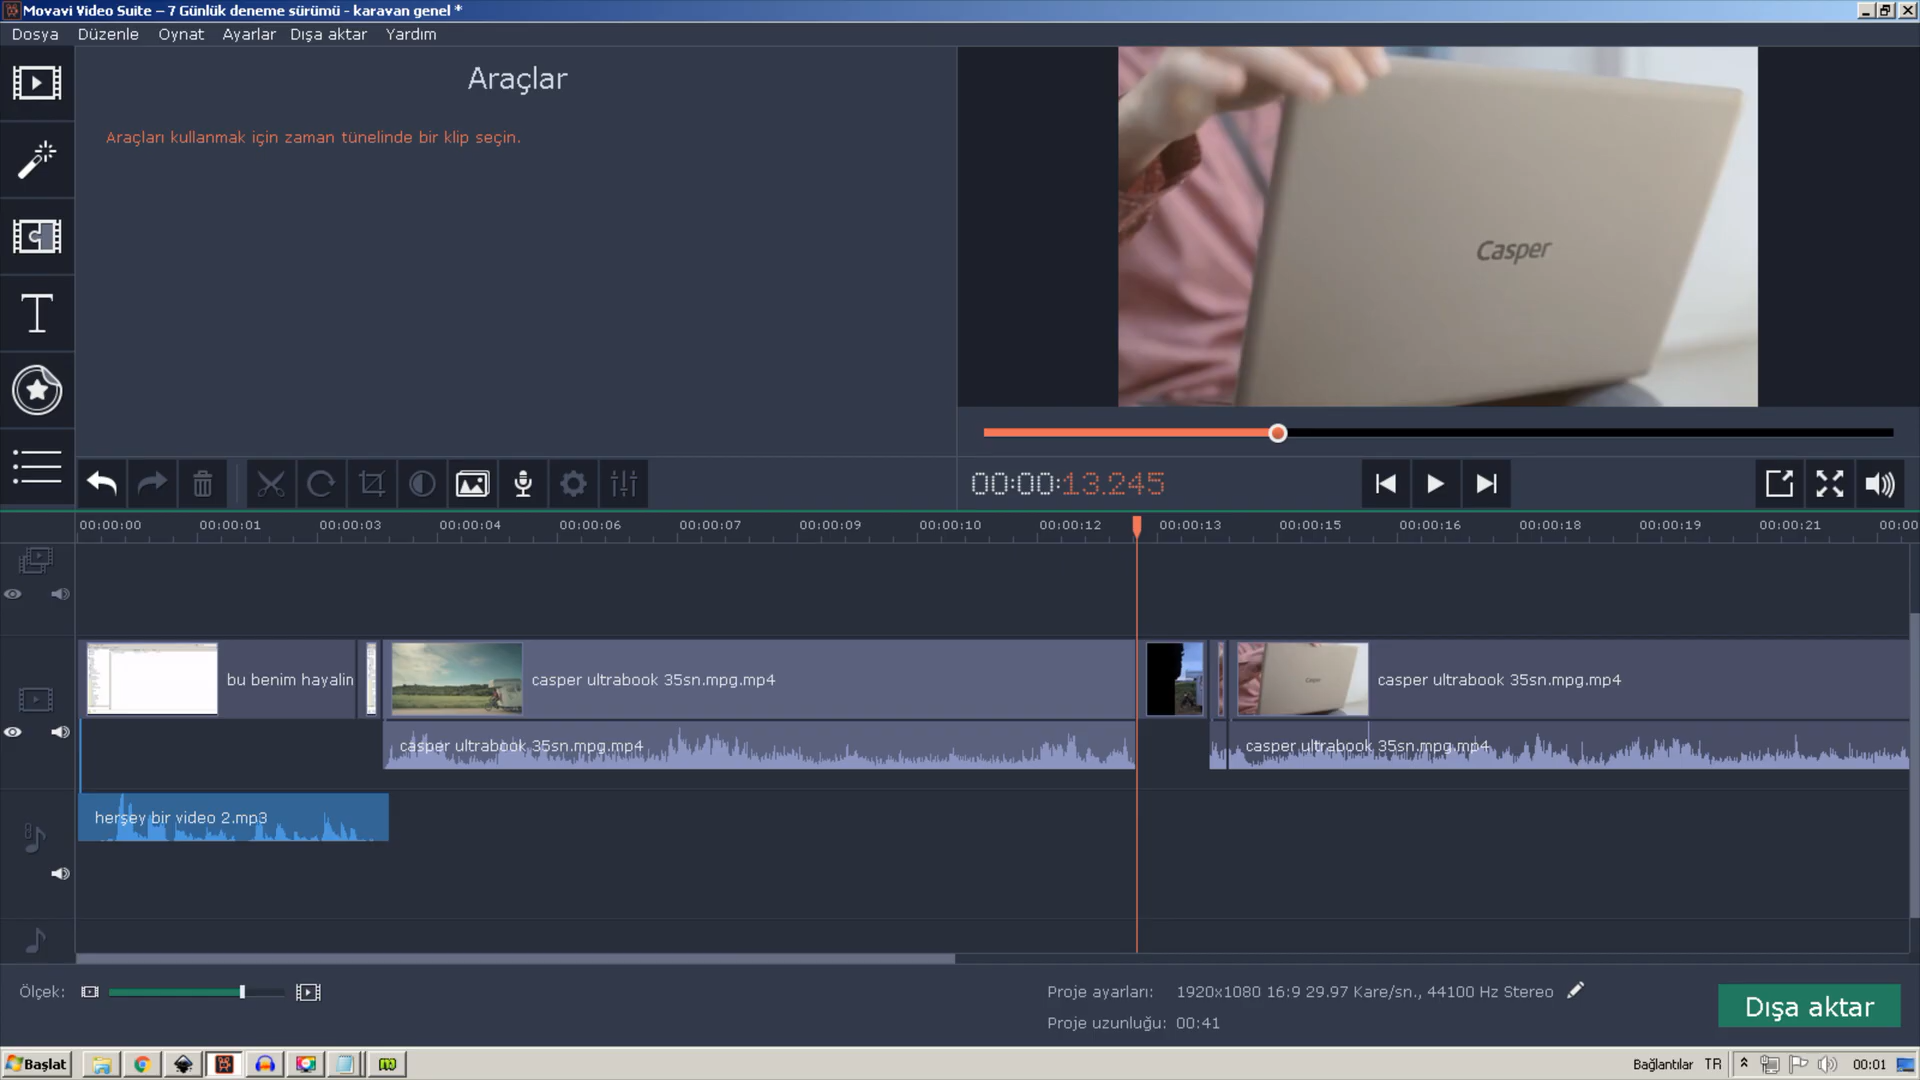 Movavi Video Suite – 7 Günlük deneme sürümü - karavan genel *
Dosya Düzenle Oynat Ayarlar Dışa aktar Yardım
Araçlar
Araçları kullanmak için zaman tünelinde bir klip seçin.
Casper
00:00:13.245
00:00:00 00:00:01 00:00:03 00:00:04 00:00:06 00:00:07 00:00:09 00:00:10 00:00:12 00:00:13 00:00:15 00:00:16 00:00:18 00:00:19 00:00:21 00:00
bu benim hayalin
casper ultrabook 35sn.mpg.mp4
casper ultrabook 35sn.mpg.mp4
casper ultrabook 35sn.mpg.mp4
casper ultrabook 35sn.mpg.mp4
herşey bir video 2.mp3
Ölçek:
Proje ayarları: 1920x1080 16:9 29.97 Kare/sn., 44100 Hz Stereo
Proje uzunluğu: 00:41
Dışa aktar
Başlat
Bağlantılar TR 00:01